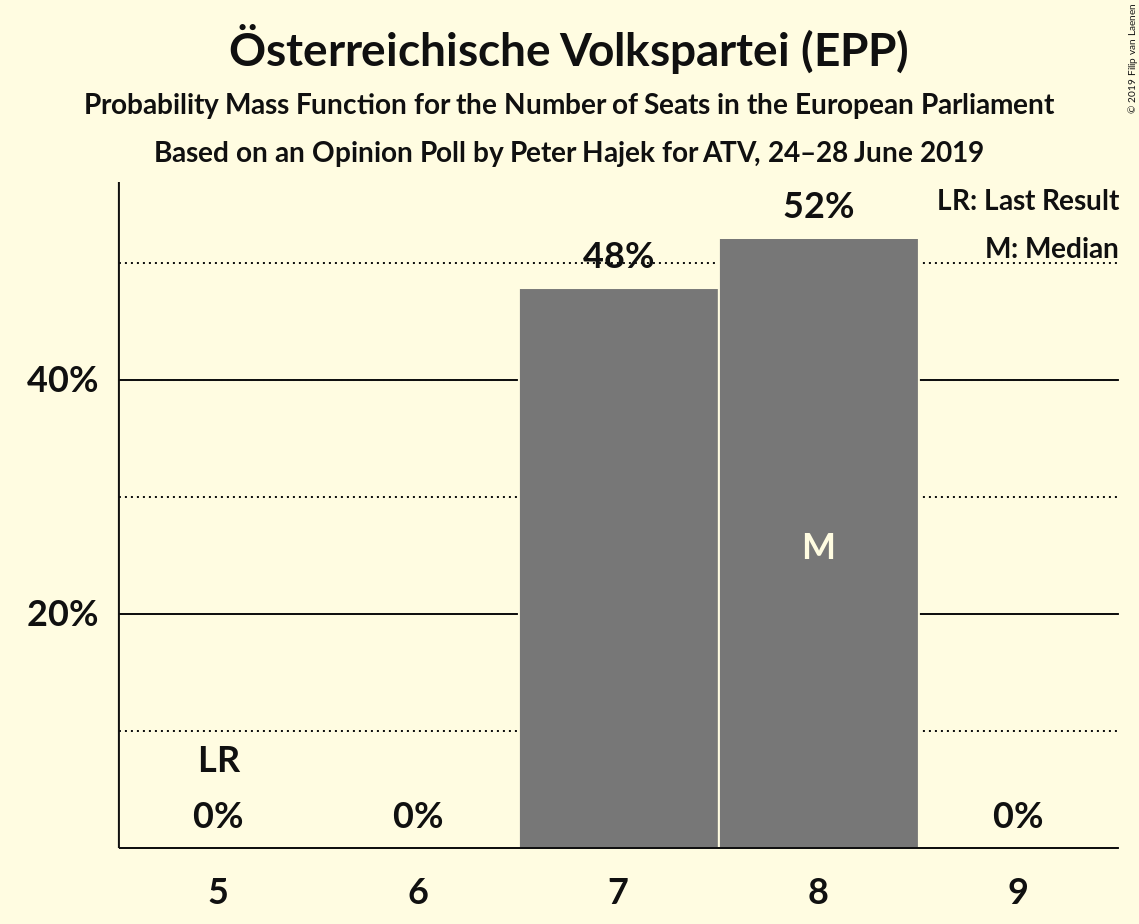 Österreichische Volkspartei (EPP)
Probability Mass Function for the Number of Seats in the European Parliament
Based on an Opinion Poll by Peter Hajek for ATV, 24–28 June 2019
© 2019 Filip van Laenen
LR: Last Result
M: Median
52%
48%
40%
20%
M
LR
0%
0%
0%
5
6
7
8
9